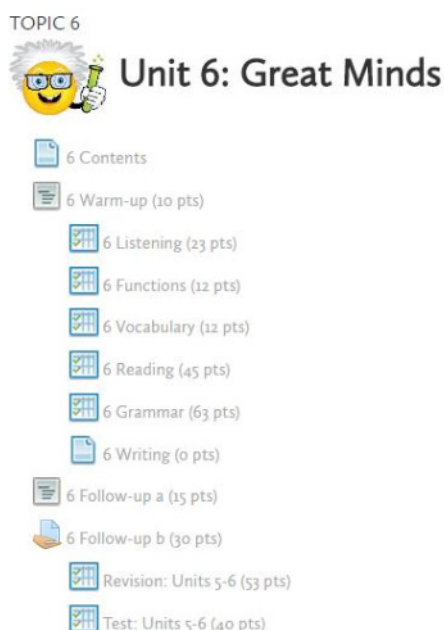 TOPIC 6
Unit 6: Great Minds
6 Contents
6 Warm-up (10 pts)
6 Listening (23 pts)
6 Functions (12 pts)
6 Vocabulary (12 pts)
6 Reading (45 pts)
6 Grammar (63 pts)
6 Writing (0 pts)
6 Follow-up a (15 pts)
6 Follow-up b (30 pts)
Revision: Units 5-6 (53 pts)
Test: Units 5-6 (40 pts)